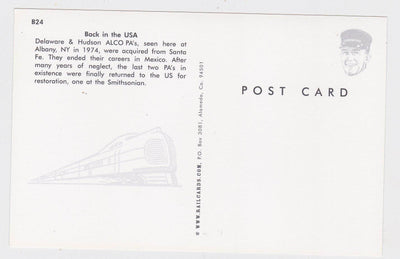 824
Back in the USA
Delaware & Hudson ALCO PA's, seen here at
Albany, NY in 1974, were acquired from Santa
Fe. They ended their careers in Mexico. After
many years of neglect, the last two PA's in
existence were finally returned to the US for
restoration, one at the Smithsonian.
© WWW.RAILCARDS.COM, P.O. Box 3081, Alameda, Ca. 94501
POST CARD